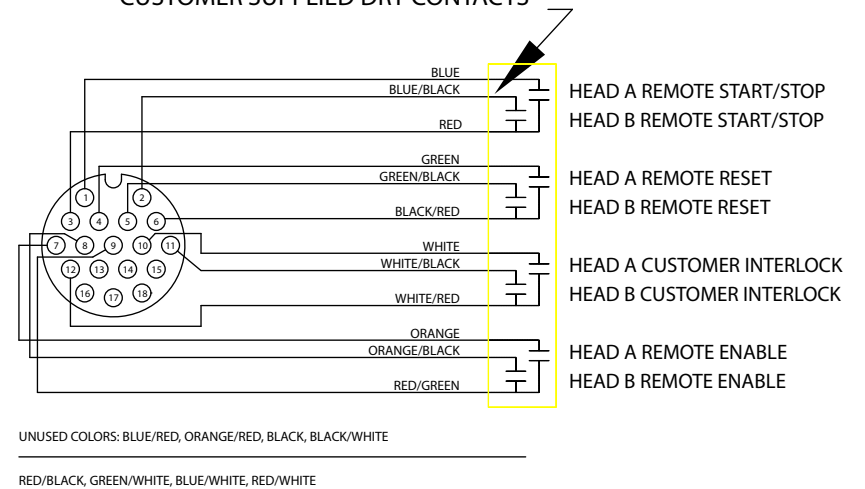 CUSTOMER SUPPLIED DRY CONTACTS
BLUE
BLUE/BLACK
HEAD A REMOTE START/STOP
HEAD B REMOTE START/STOP
RED
GREEN
GREEN/BLACK
HEAD A REMOTE RESET
HEAD B REMOTE RESET
BLACK/RED
1 2
3 4 5 6
7 8 9 10 11
12 13 14 15
16 17 18
WHITE
WHITE/BLACK
HEAD A CUSTOMER INTERLOCK
HEAD B CUSTOMER INTERLOCK
WHITE/RED
ORANGE
ORANGE/BLACK
HEAD A REMOTE ENABLE
HEAD B REMOTE ENABLE
RED/GREEN
UNUSED COLORS: BLUE/RED, ORANGE/RED, BLACK, BLACK/WHITE
RED/BLACK, GREEN/WHITE, BLUE/WHITE, RED/WHITE